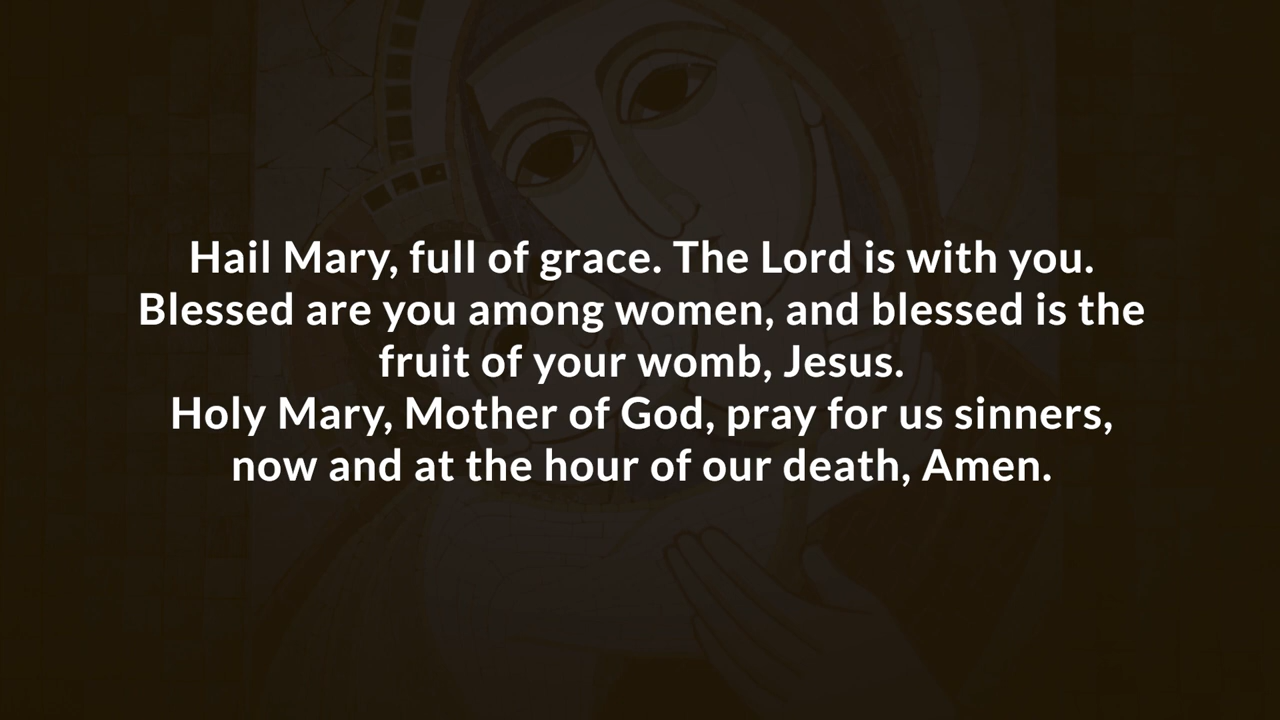 Hail Mary, full of grace. The Lord is with you.
Blessed are you among women, and blessed is the
fruit of your womb, Jesus.
Holy Mary, Mother of God, pray for us sinners,
now and at the hour of our death, Amen.